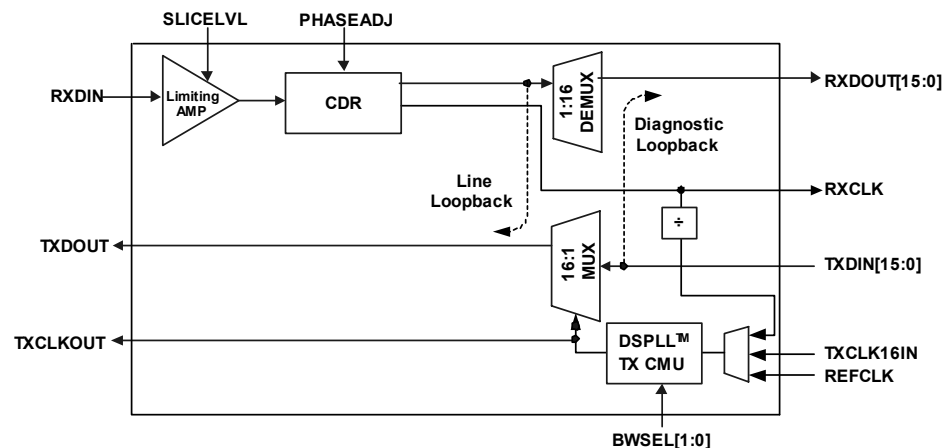 SLICELVL
PHASEADJ
RXDIN
Limiting
AMP
CDR
1:16
DEMUX
RXDOUT[15:0]
Diagnostic
Loopback
Line
Loopback
RXCLK
÷
TXDOUT
16:1
MUX
TXDIN[15:0]
TXCLKOUT
DSPLL™
TX CMU
TXCLK16IN
REFCLK
BWSEL[1:0]